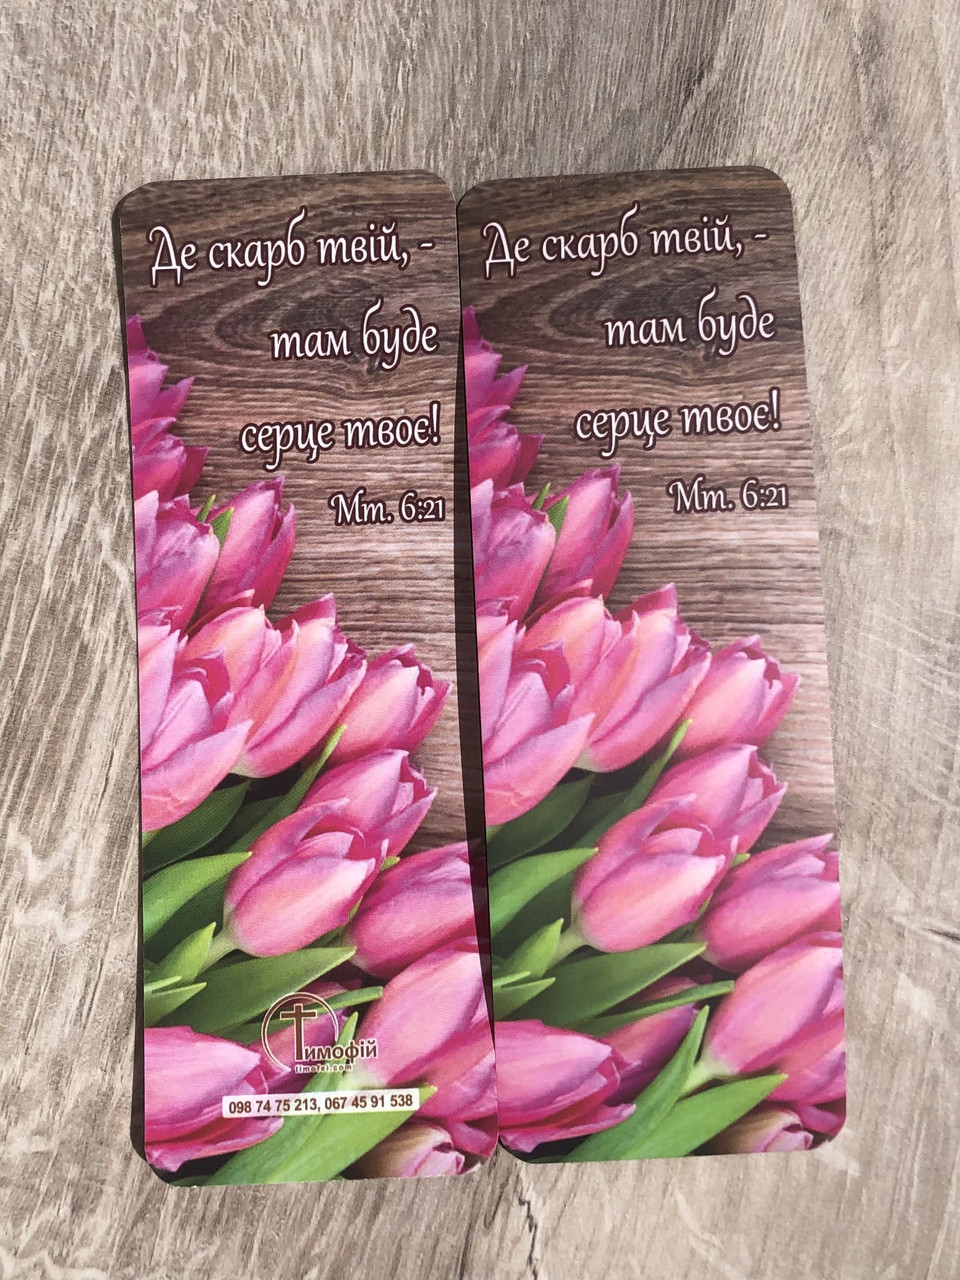 Де скарб твій, -
там буде
серце твоє!
Мт. 6:21
Тимофій
timofei.com
098 74 75 213, 067 45 91 538
Де скарб твій, -
там буде
серце твоє!
Мт. 6:21